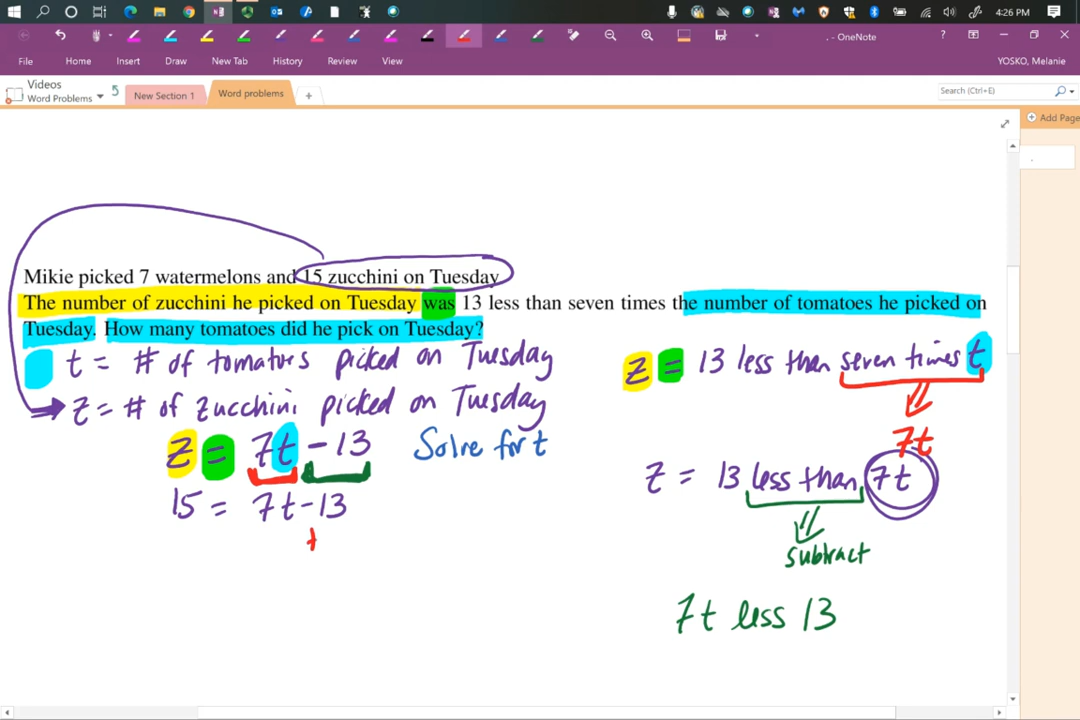 4:26 PM
. - OneNote
YOSKO, Melanie
File Home Insert Draw New Tab History Review View
Videos
Word Problems
New Section 1
Word problems
+
Search (Ctrl+E)
Add Page
Mikie picked 7 watermelons and 15 zucchini on Tuesday
The number of zucchini he picked on Tuesday was 13 less than seven times the number of tomatoes he picked on
Tuesday. How many tomatoes did he pick on Tuesday?
t = # of tomators picked on Tuesday
z = # of zucchini picked on Tuesday
z = 7t - 13 Solve for t
15 = 7t - 13
+
z = 13 less than seven times t
7t
z = 13 less than 7t
subtract
7t less 13